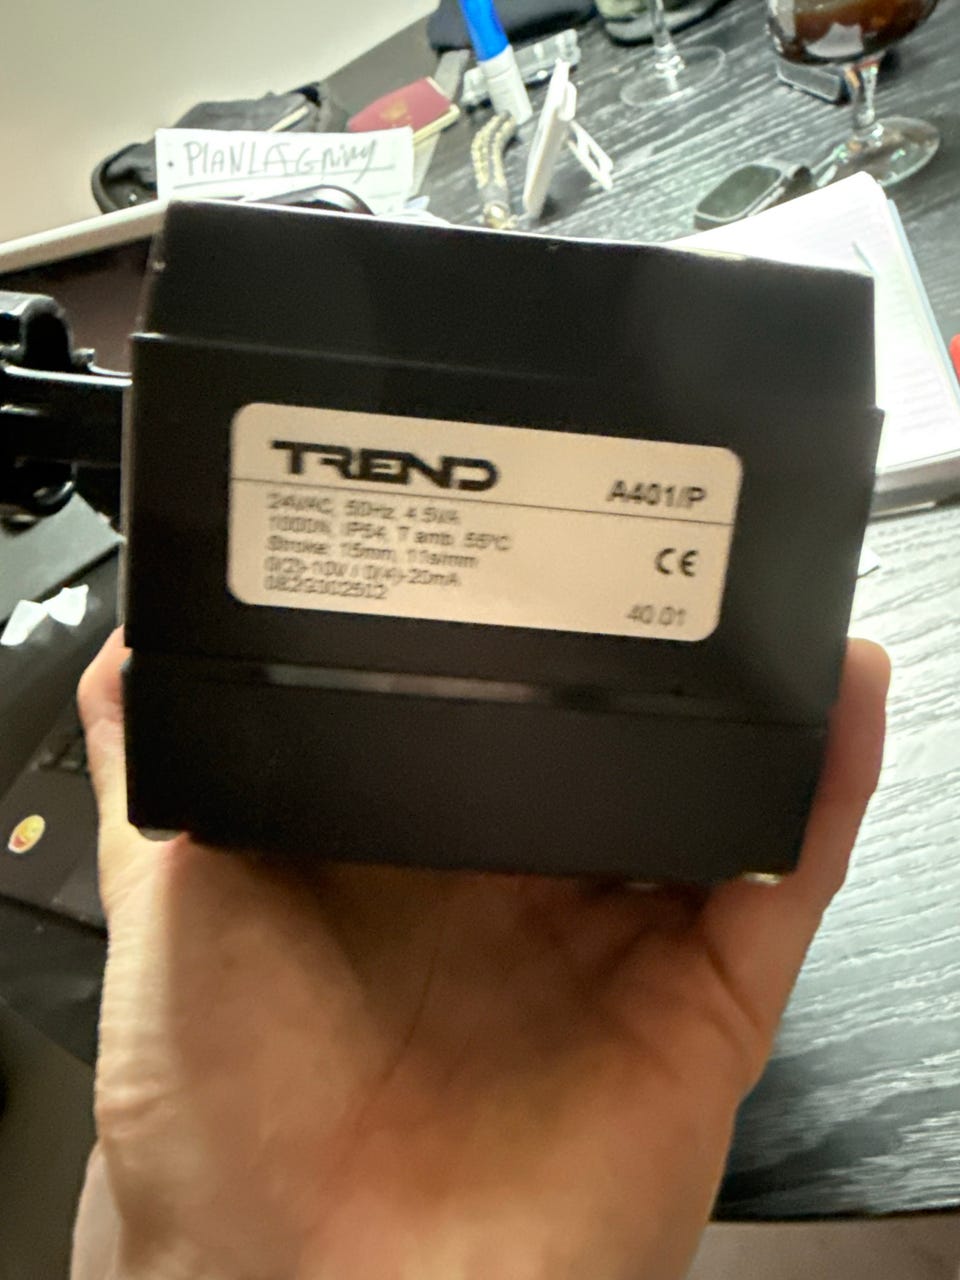 PLANLÆGNING
TREND
A401/P
24VAC, 50Hz, 4.5VA
1000N, IP54, T amb. 55°C
Stroke: 15mm, 11s/mm
0(2)-10V / 0(4)-20mA
CE
40.01